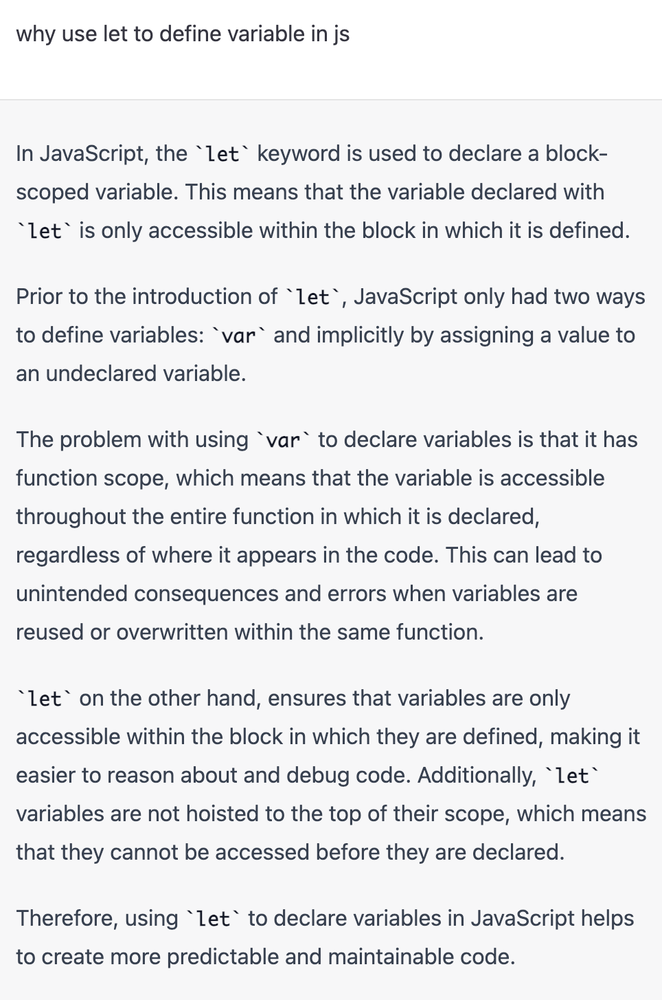 why use let to define variable in js
In JavaScript, the `let` keyword is used to declare a block-
scoped variable. This means that the variable declared with
`let` is only accessible within the block in which it is defined.
Prior to the introduction of `let`, JavaScript only had two ways
to define variables: `var` and implicitly by assigning a value to
an undeclared variable.
The problem with using `var` to declare variables is that it has
function scope, which means that the variable is accessible
throughout the entire function in which it is declared,
regardless of where it appears in the code. This can lead to
unintended consequences and errors when variables are
reused or overwritten within the same function.
`let` on the other hand, ensures that variables are only
accessible within the block in which they are defined, making it
easier to reason about and debug code. Additionally, `let`
variables are not hoisted to the top of their scope, which means
that they cannot be accessed before they are declared.
Therefore, using `let` to declare variables in JavaScript helps
to create more predictable and maintainable code.